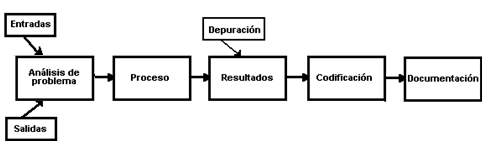 Entradas
Depuración
Análisis de
problema
Proceso
Resultados
Codificación
Documentación
Salidas